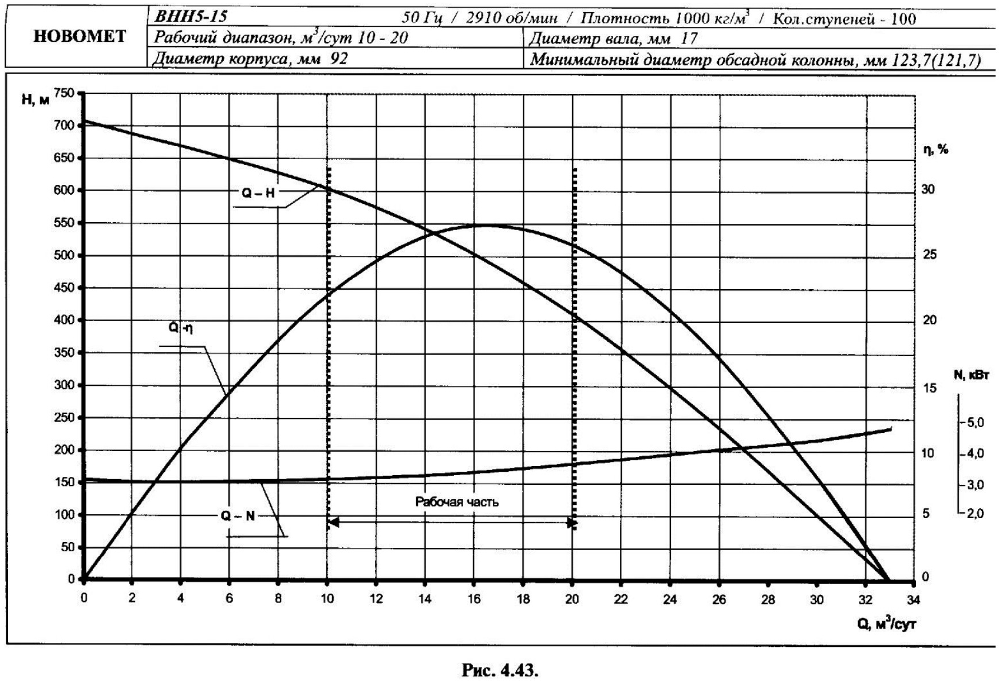 НОВОМЕТ
ВНН5-15 50 Гц / 2910 об/мин / Плотность 1000 кг/м³ / Кол.ступеней - 100
Рабочий диапазон, м³/сут 10 - 20 Диаметр вала, мм 17
Диаметр корпуса, мм 92 Минимальный диаметр обсадной колонны, мм 123,7(121,7)
H, м
750
700
650
600
550
500
450
400
350
300
250
200
150
100
50
0
η, %
30
25
20
15
10
5
0
N, кВт
5,0
4,0
3,0
2,0
Q – H
Q -η
Q – N
Рабочая часть
0 2 4 6 8 10 12 14 16 18 20 22 24 26 28 30 32 34
Q, м³/сут
Рис. 4.43.